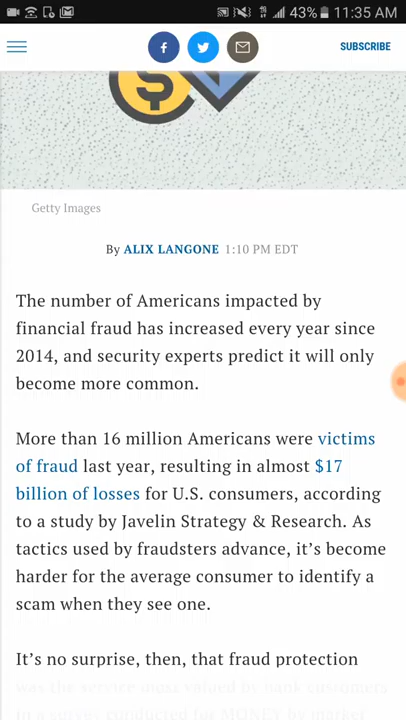 43% 11:35 AM
f SUBSCRIBE
$
Getty Images
By ALIX LANGONE 1:10 PM EDT
The number of Americans impacted by
financial fraud has increased every year since
2014, and security experts predict it will only
become more common.
More than 16 million Americans were victims
of fraud last year, resulting in almost $17
billion of losses for U.S. consumers, according
to a study by Javelin Strategy & Research. As
tactics used by fraudsters advance, it’s become
harder for the average consumer to identify a
scam when they see one.
It’s no surprise, then, that fraud protection
was the service most valued by bank customers
in a survey conducted for MONEY by market